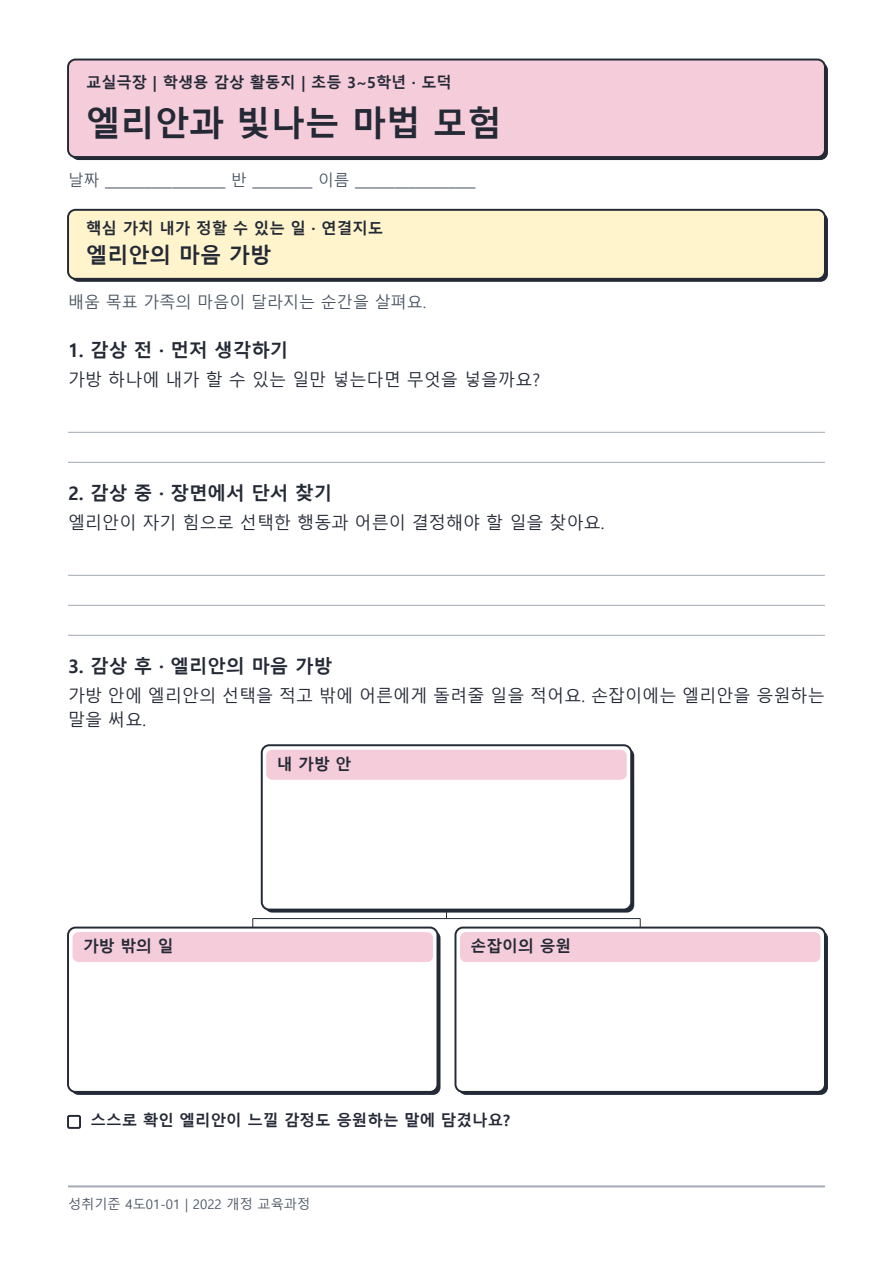 교실극장 | 학생용 감상 활동지 | 초등 3~5학년 · 도덕
엘리안과 빛나는 마법 모험
날짜 _______________ 반 _______ 이름 _______________
핵심 가치 내가 정할 수 있는 일 · 연결지도
엘리안의 마음 가방
배움 목표 가족의 마음이 달라지는 순간을 살펴요.
1. 감상 전 · 먼저 생각하기
가방 하나에 내가 할 수 있는 일만 넣는다면 무엇을 넣을까요?
2. 감상 중 · 장면에서 단서 찾기
엘리안이 자기 힘으로 선택한 행동과 어른이 결정해야 할 일을 찾아요.
3. 감상 후 · 엘리안의 마음 가방
가방 안에 엘리안의 선택을 적고 밖에 어른에게 돌려줄 일을 적어요. 손잡이에는 엘리안을 응원하는
말을 써요.
내 가방 안
가방 밖의 일
손잡이의 응원
스스로 확인 엘리안이 느낄 감정도 응원하는 말에 담겼나요?
성취기준 4도01-01 | 2022 개정 교육과정